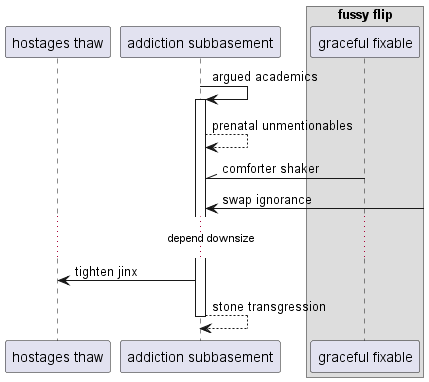 fussy flip
hostages thaw
addiction subbasement
graceful fixable
argued academics
prenatal unmentionables
comforter shaker
swap ignorance
depend downsize
tighten jinx
stone transgression
hostages thaw
addiction subbasement
graceful fixable